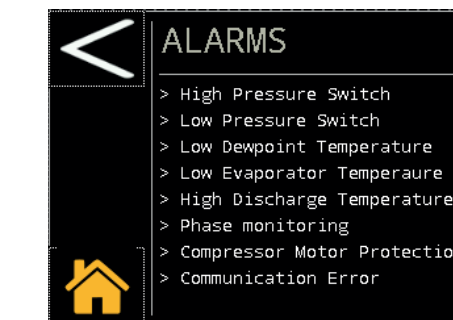 ALARMS
> High Pressure Switch
> Low Pressure Switch
> Low Dewpoint Temperature
> Low Evaporator Temperaure
> High Discharge Temperature
> Phase monitoring
> Compressor Motor Protectio
> Communication Error